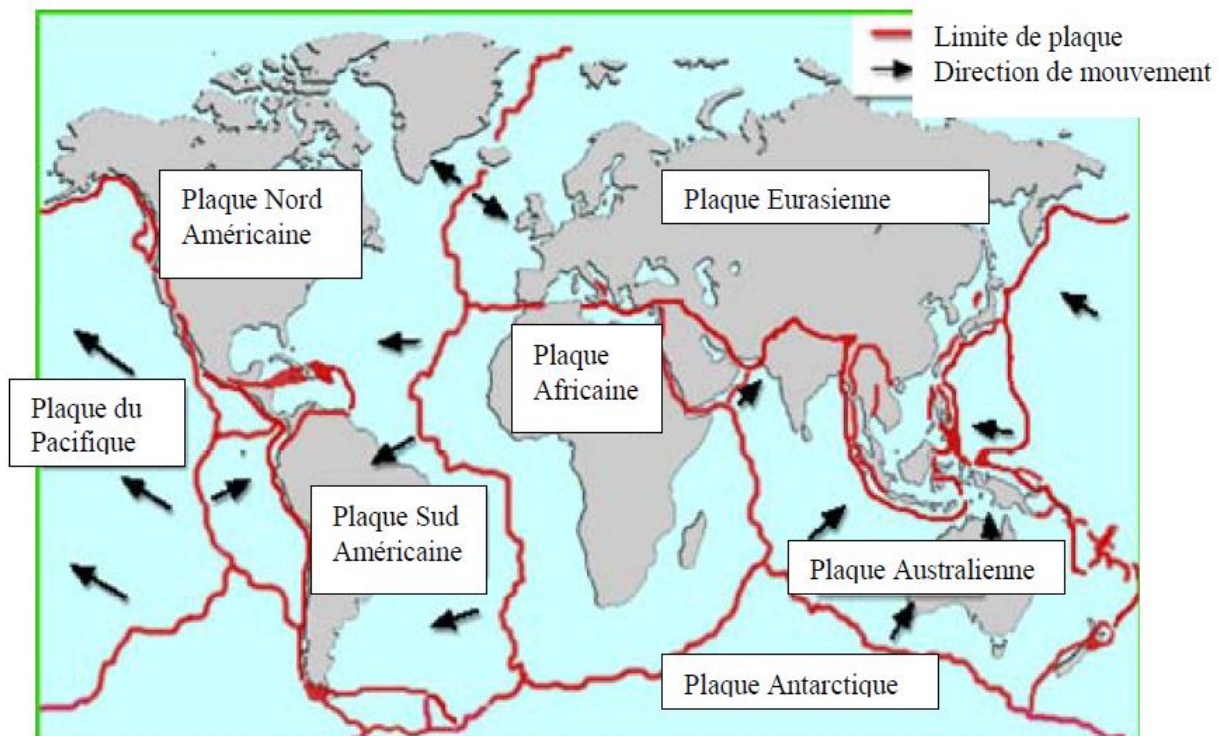 Limite de plaque
Direction de mouvement
Plaque Nord
Américaine
Plaque Eurasienne
Plaque
Africaine
Plaque du
Pacifique
Plaque Sud
Américaine
Plaque Australienne
Plaque Antarctique